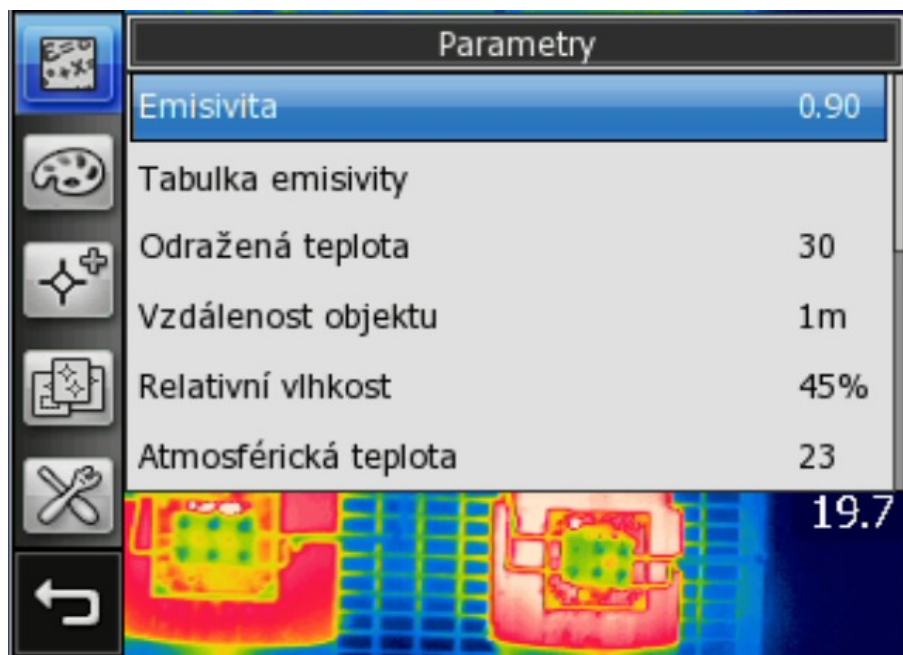 Parametry
Emisivita 0.90
Tabulka emisivity
Odražená teplota 30
Vzdálenost objektu 1m
Relativní vlhkost 45%
Atmosférická teplota 23
19.7